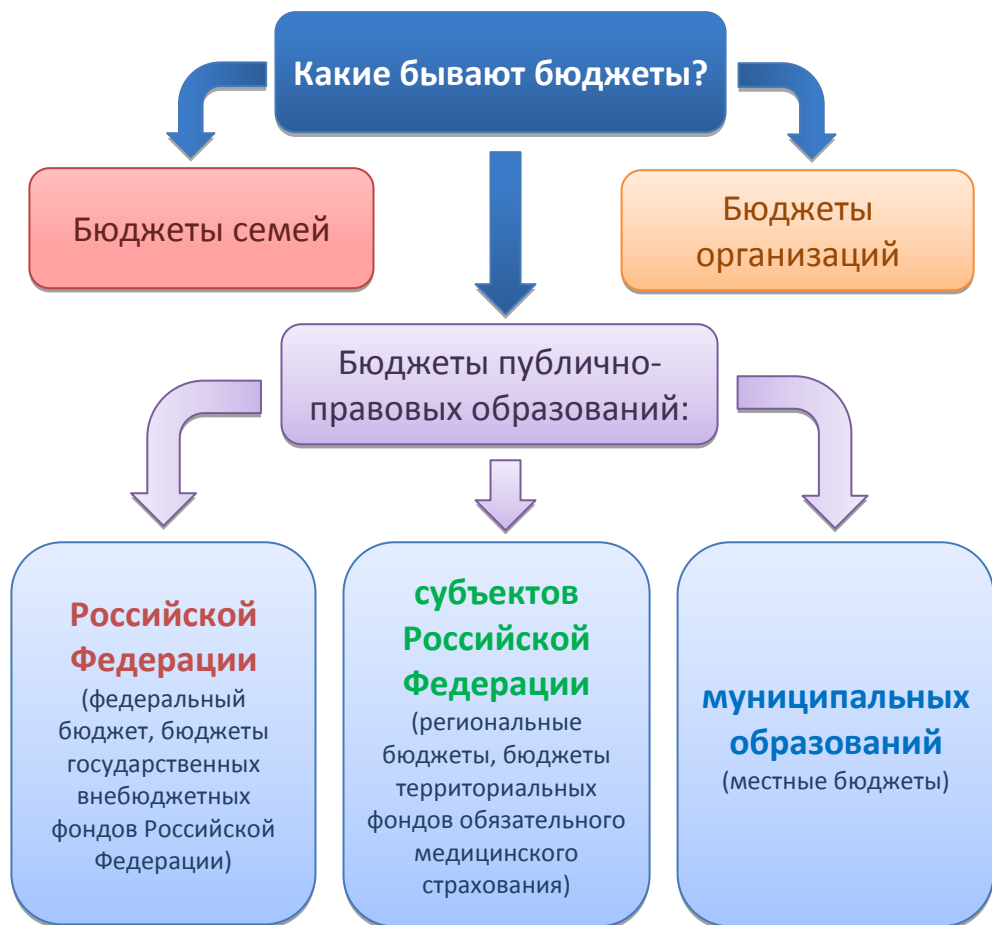 Какие бывают бюджеты?
Бюджеты семей
Бюджеты
организаций
Бюджеты публично-
правовых образований:
Российской
Федерации
(федеральный
бюджет, бюджеты
государственных
внебюджетных
фондов Российской
Федерации)
субъектов
Российской
Федерации
(региональные
бюджеты, бюджеты
территориальных
фондов обязательного
медицинского
страхования)
муниципальных
образований
(местные бюджеты)